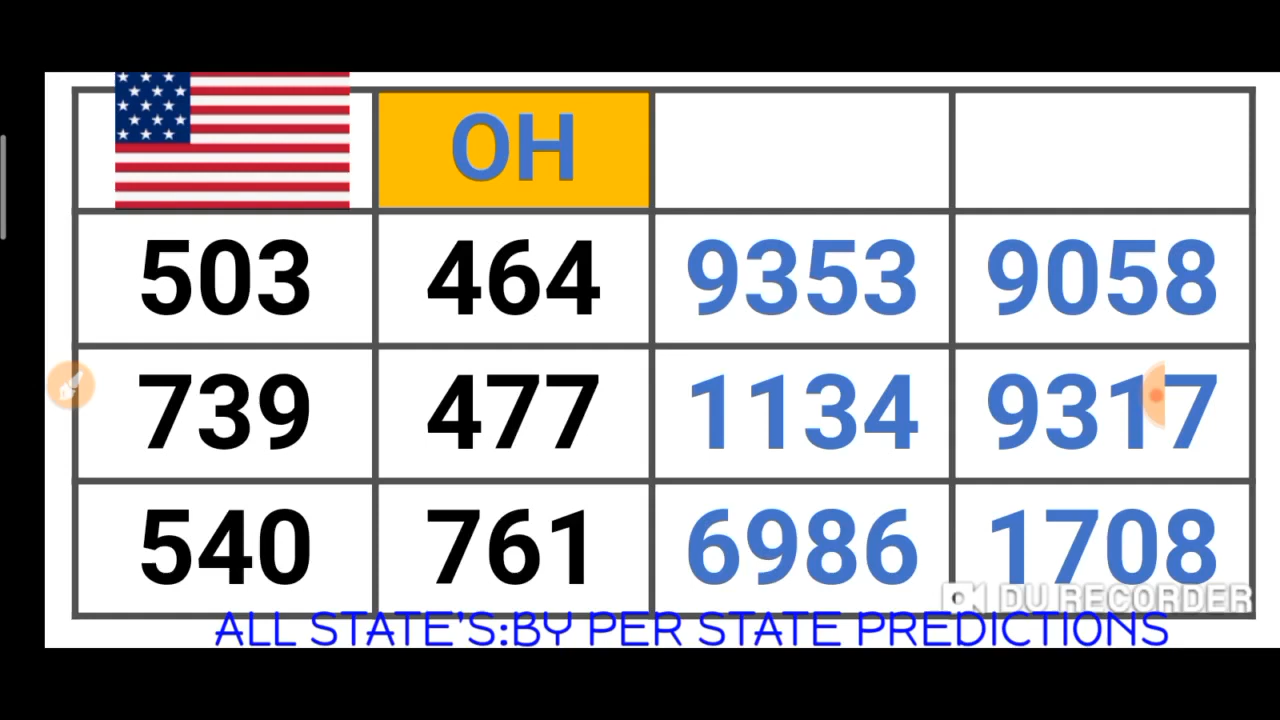 OH
503 464 9353 9058
739 477 1134 9317
540 761 6986 1708
DU RECORDER
ALL STATE'S:BY PER STATE PREDICTIONS